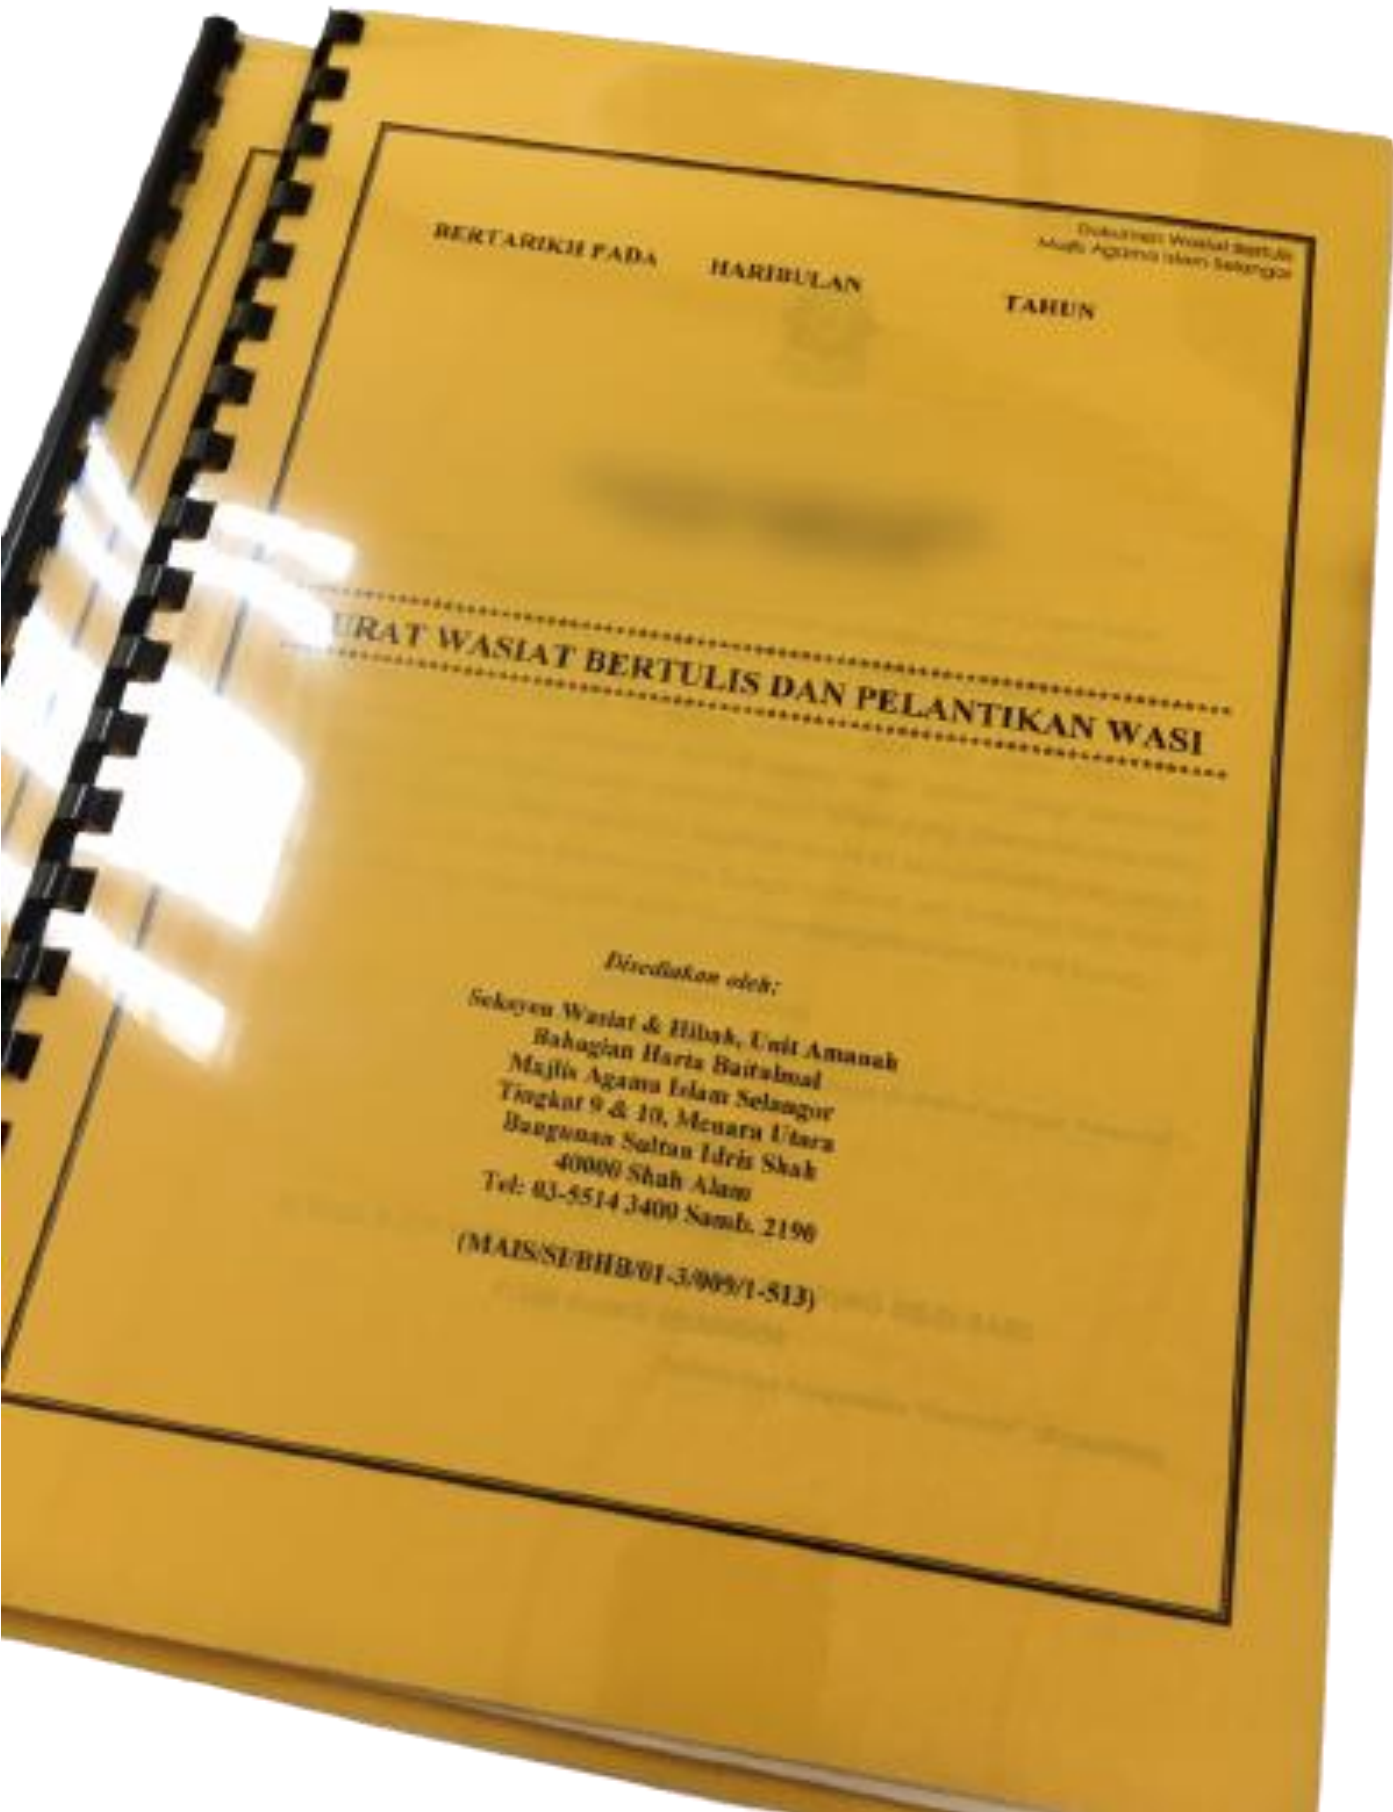 Dokumen Wasiat Bertulis
Majlis Agama Islam Selangor
BERTARIKH PADA HARIBULAN TAHUN
URAT WASIAT BERTULIS DAN PELANTIKAN WASI
Disediakan oleh:
Seksyen Wasiat & Hibah, Unit Amanah
Bahagian Harta Baitulmal
Majlis Agama Islam Selangor
Tingkat 9 & 10, Menara Utara
Bangunan Sultan Idris Shah
40000 Shah Alam
Tel: 03-5514 3400 Samb. 2190
(MAIS/SI/BHB/01-3/009/1-513)